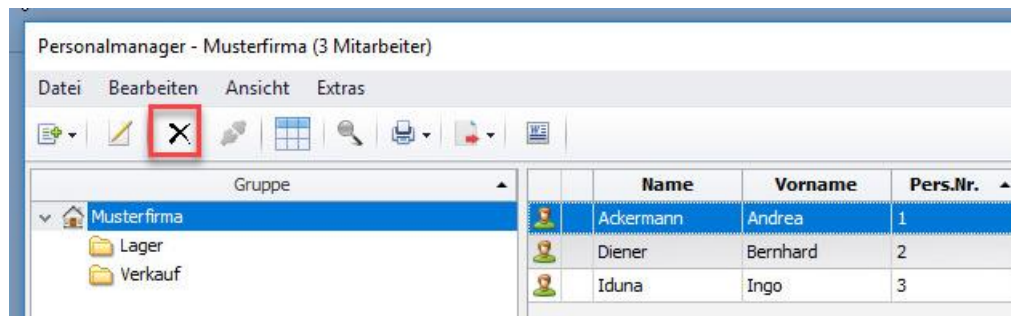 Personalmanager - Musterfirma (3 Mitarbeiter)
Datei Bearbeiten Ansicht Extras
Gruppe Name Vorname Pers.Nr.
Musterfirma Ackermann Andrea 1
Lager Diener Bernhard 2
Verkauf Iduna Ingo 3